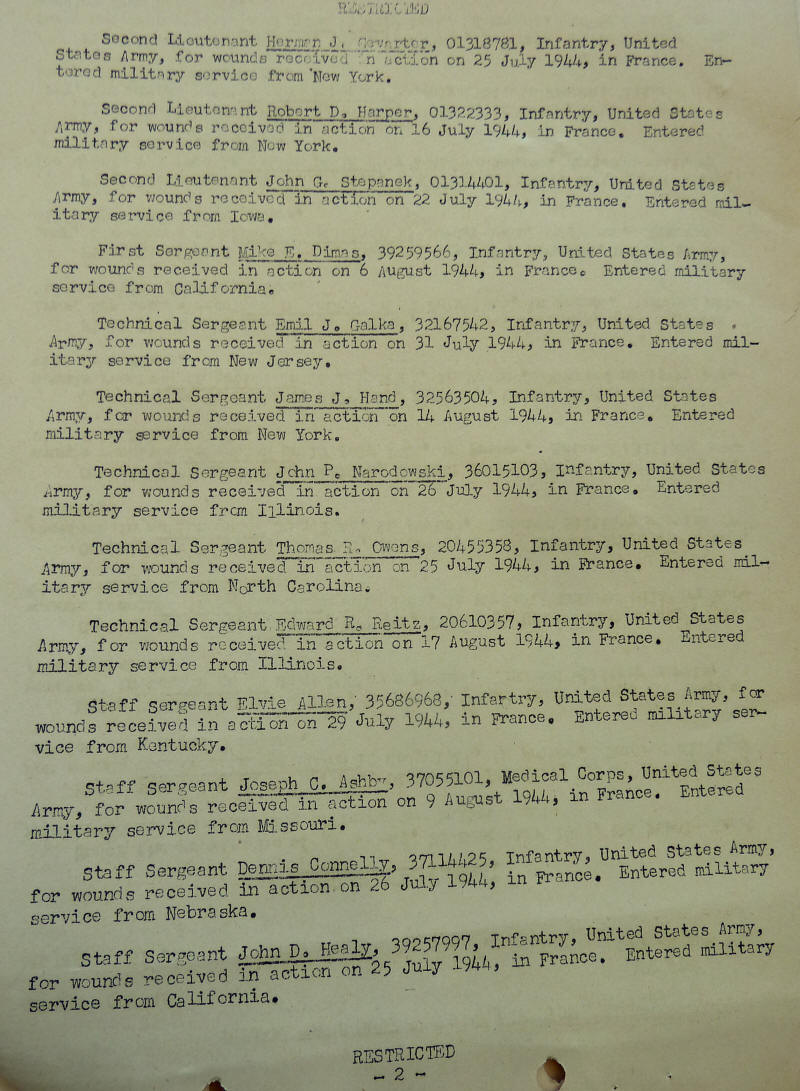 RESTRICTED
Second Lieutenant Herman J. 01318781, Infantry, United
States Army, for wounds received in action on 25 July 1944, in France. En-
tered military service from New York.
Second Lieutenant Robert D. Harper, 01322333, Infantry, United States
Army, for wounds received in action on 16 July 1944, in France. Entered
military service from New York.
Second Lieutenant John G. Stepanek, 01314401, Infantry, United States
Army, for wounds received in action on 22 July 1944, in France. Entered mil-
itary service from Iowa.
First Sergeant Mike E. Dimas, 39259566, Infantry, United States Army,
for wounds received in action on 6 August 1944, in France. Entered military
service from California.
Technical Sergeant Emil J. Galka, 32167542, Infantry, United States
Army, for wounds received in action on 31 July 1944, in France. Entered mil-
itary service from New Jersey.
Technical Sergeant James J. Hand, 32563504, Infantry, United States
Army, for wounds received in action on 14 August 1944, in France. Entered
military service from New York.
Technical Sergeant John P. Narodowski, 36015103, Infantry, United States
Army, for wounds received in action on 26 July 1944, in France. Entered
military service from Illinois.
Technical Sergeant Thomas R. Owens, 20455358, Infantry, United States
Army, for wounds received in action on 25 July 1944, in France. Entered mil-
itary service from North Carolina.
Technical Sergeant Edward R. Reitz, 20610357, Infantry, United States
Army, for wounds received in action on 17 August 1944, in France. Entered
military service from Illinois.
Staff Sergeant Elvie Allen, 35686968, Infantry, United States Army, for
wounds received in action on 29 July 1944, in France. Entered military ser-
vice from Kentucky.
Staff Sergeant Joseph C. Ashby, 37055101, Medical Corps, United States
Army, for wounds received in action on 9 August 1944, in France. Entered
military service from Missouri.
Staff Sergeant Dennis Connelly, 37114425, Infantry, United States Army,
for wounds received in action on 26 July 1944, in France. Entered military
service from Nebraska.
Staff Sergeant John D. Healy, 39257997, Infantry, United States Army,
for wounds received in action on 25 July 1944, in France. Entered military
service from California.
RESTRICTED
- 2 -